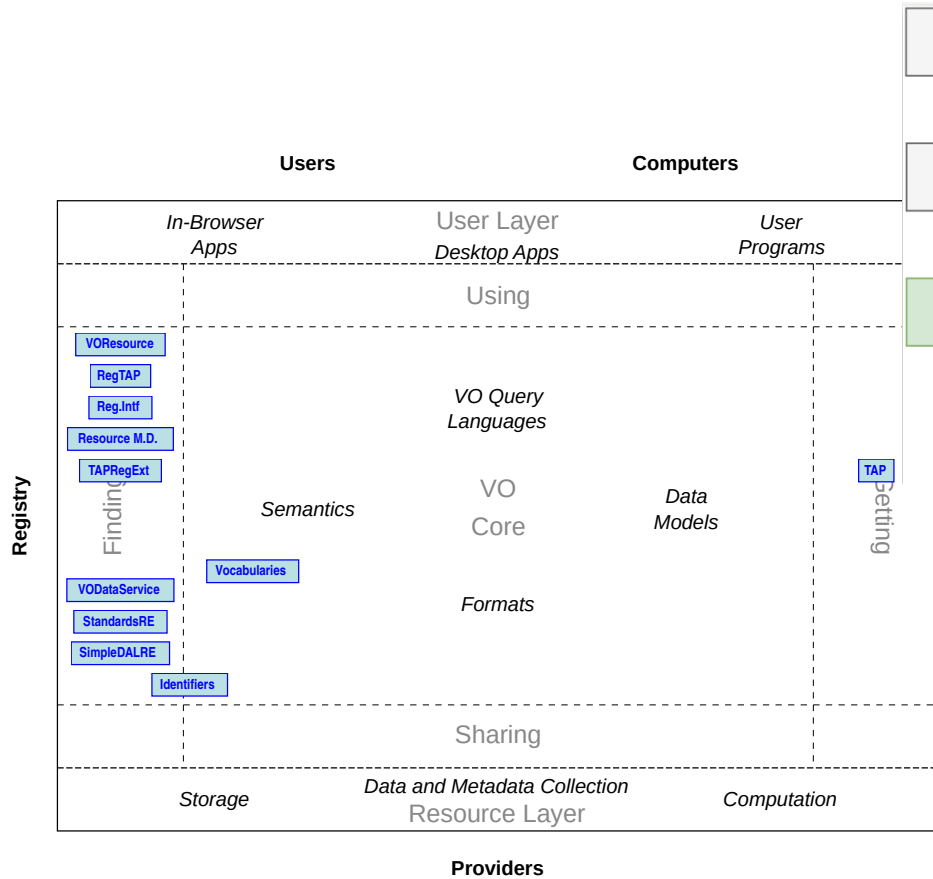 Users
Computers
In-Browser
Apps
User Layer
Desktop Apps
User
Programs
Using
VOResource
RegTAP
Reg.Intf
Resource M.D.
TAPRegExt
Finding
VO Query
Languages
TAP
Getting
Registry
Semantics
VO
Core
Data
Models
Vocabularies
VODataService
StandardsRE
SimpleDALRE
Identifiers
Formats
Sharing
Storage
Data and Metadata Collection
Resource Layer
Computation
Providers